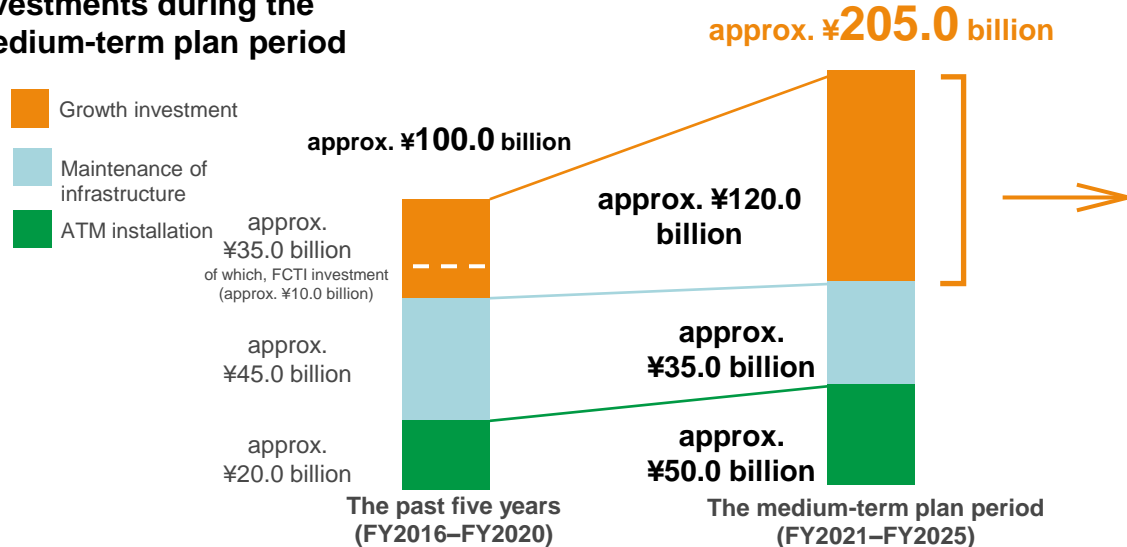 vestments during the
edium-term plan period
approx. ¥205.0 billion
Growth investment
approx. ¥100.0 billion
Maintenance of
infrastructure
approx. ¥120.0
billion
ATM installation
approx.
¥35.0 billion
of which, FCTI investment
(approx. ¥10.0 billion)
approx.
¥45.0 billion
approx.
¥35.0 billion
approx.
¥20.0 billion
approx.
¥50.0 billion
The past five years
(FY2016–FY2020)
The medium-term plan period
(FY2021–FY2025)